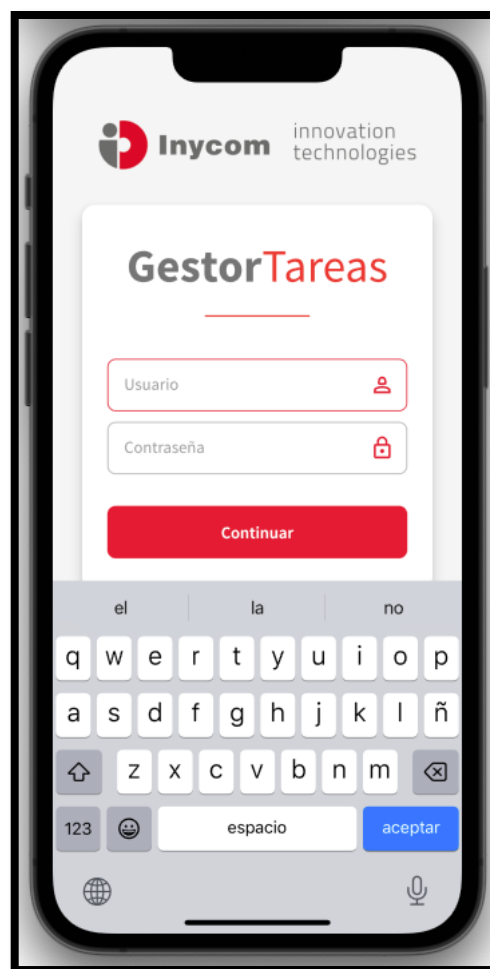 Inycom
innovation
technologies
GestorTareas
Usuario
Contraseña
Continuar
el la no
q w e r t y u i o p
a s d f g h j k l ñ
z x c v b n m
123 espacio aceptar